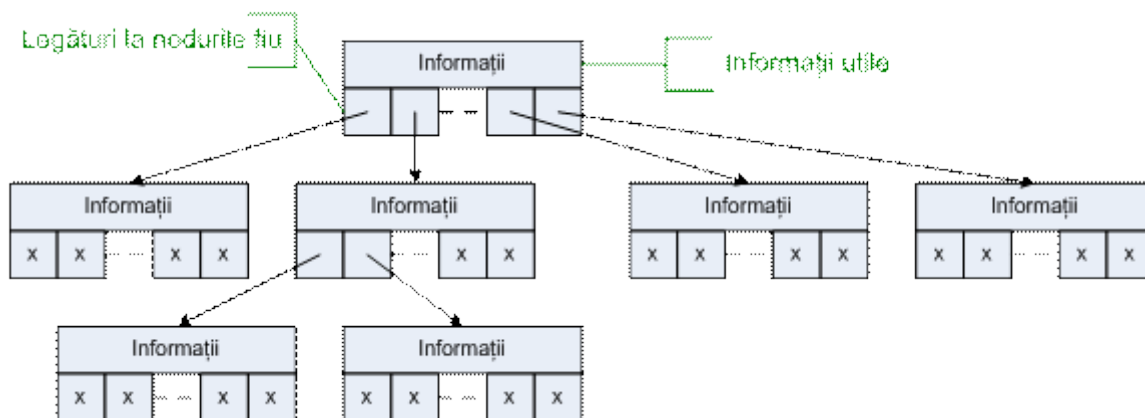 Legături la nodurile fiu
Informații
Informații utile
Informații
Informații
Informații
Informații
x x x x
x x
x x x x
x x x x
Informații
Informații
x x x x
x x x x